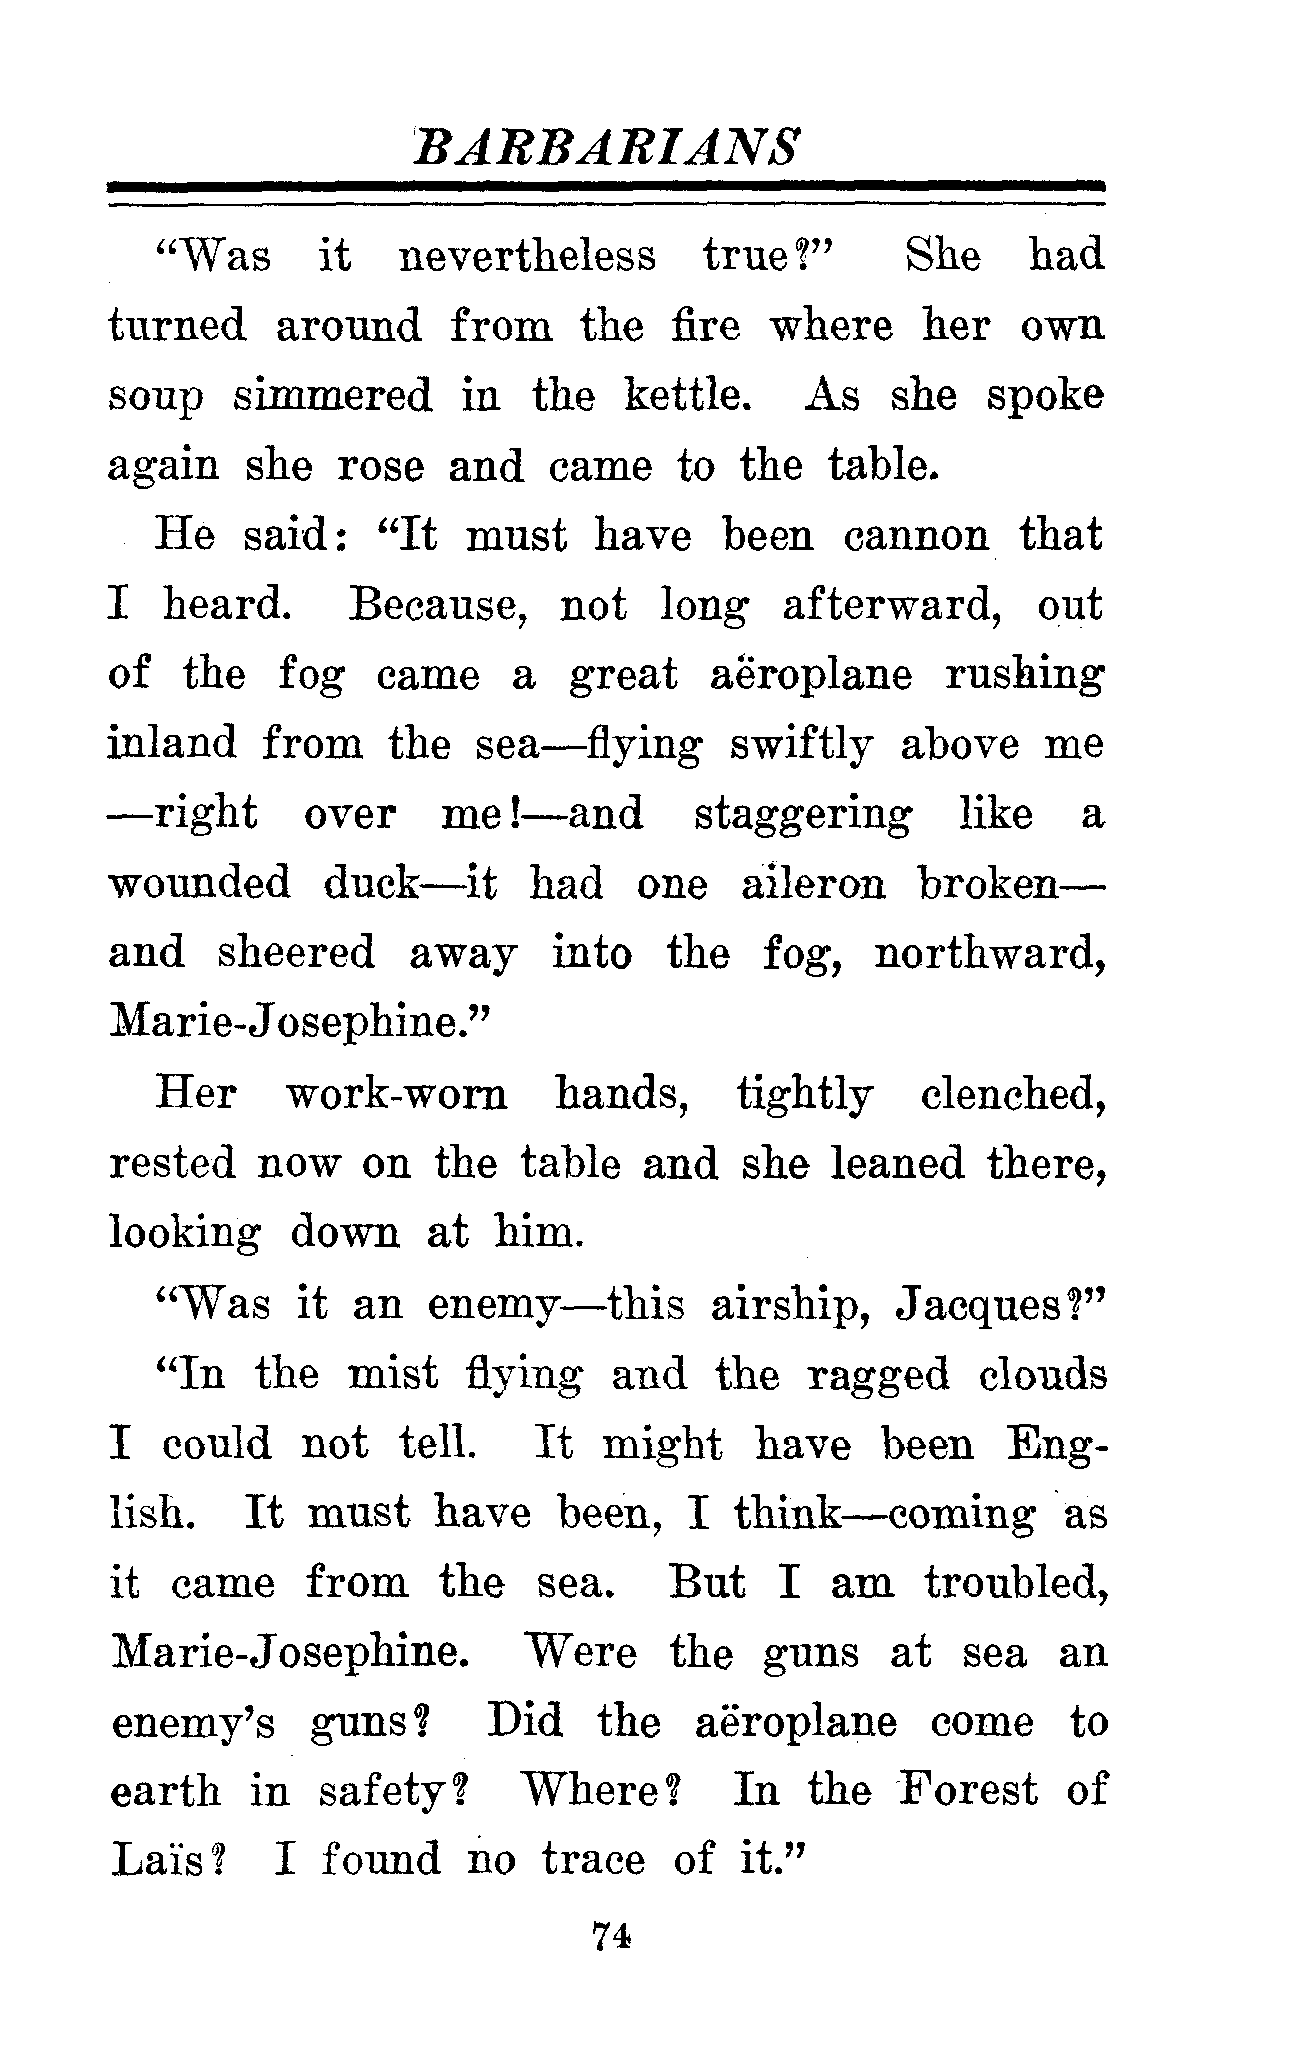 BARBARIANS
“Was it nevertheless true?” She had
turned around from the fire where her own
soup simmered in the kettle. As she spoke
again she rose and came to the table.
He said: “It must have been cannon that
I heard. Because, not long afterward, out
of the fog came a great aëroplane rushing
inland from the sea—flying swiftly above me
—right over me!—and staggering like a
wounded duck—it had one aileron broken—
and sheered away into the fog, northward,
Marie-Josephine.”
Her work-worn hands, tightly clenched,
rested now on the table and she leaned there,
looking down at him.
“Was it an enemy—this airship, Jacques?”
“In the mist flying and the ragged clouds
I could not tell. It might have been Eng-
lish. It must have been, I think—coming as
it came from the sea. But I am troubled,
Marie-Josephine. Were the guns at sea an
enemy’s guns? Did the aëroplane come to
earth in safety? Where? In the Forest of
Laïs? I found no trace of it.”
74